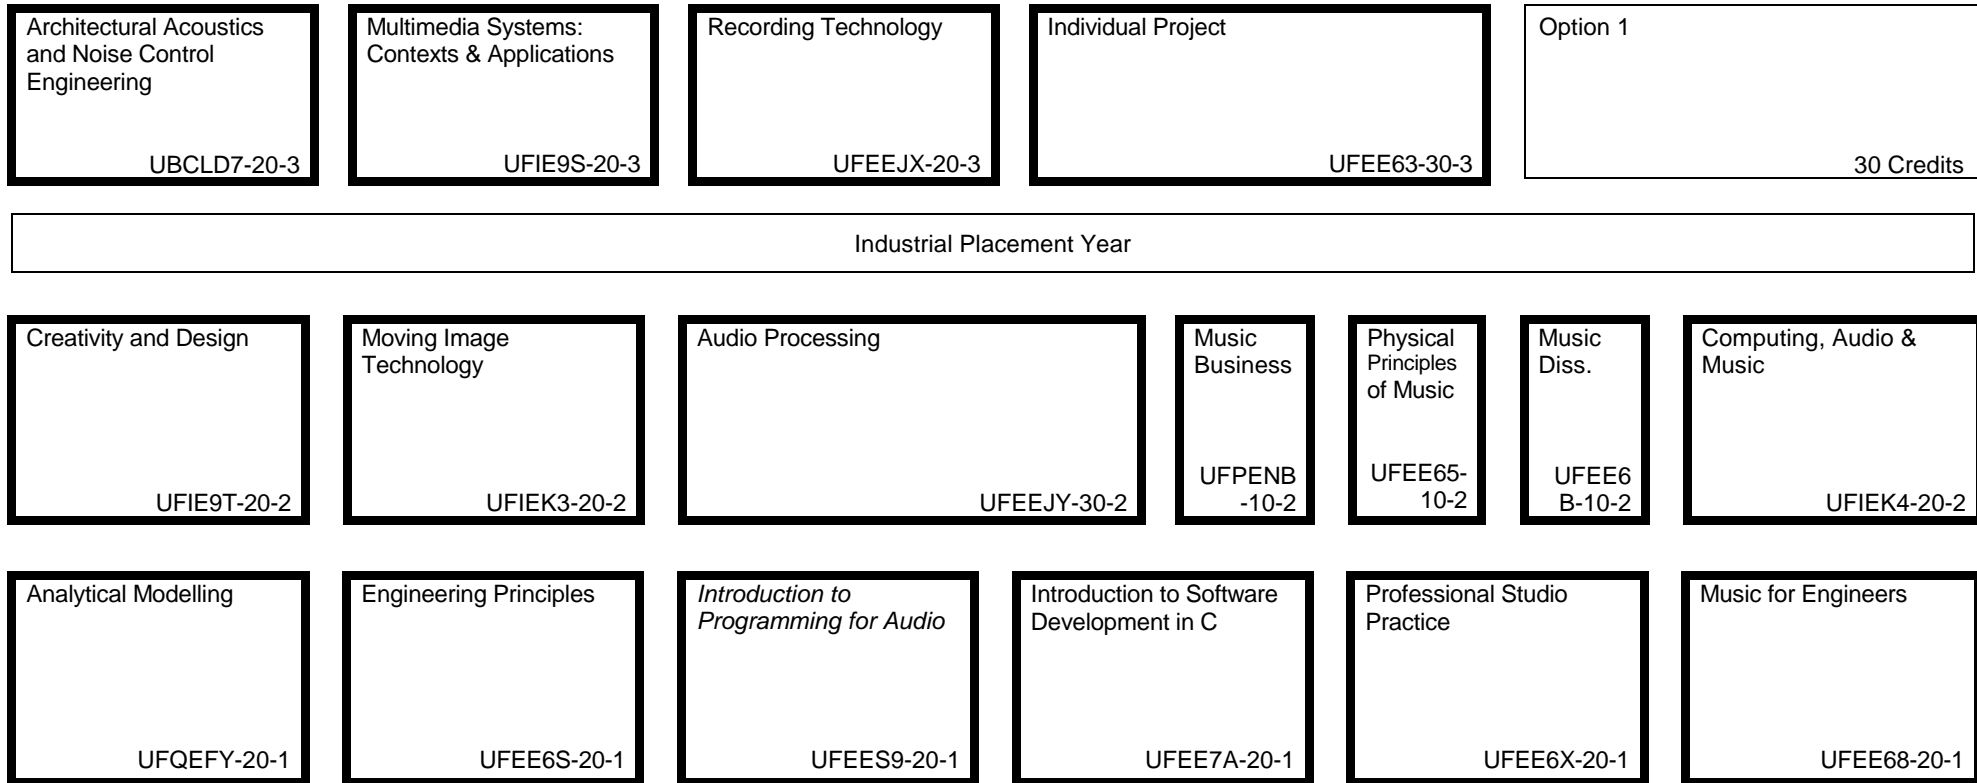 Architectural Acoustics
and Noise Control
Engineering
UBCLD7-20-3
Multimedia Systems:
Contexts & Applications
UFIE9S-20-3
Recording Technology
UFEEJX-20-3
Individual Project
UFEE63-30-3
Option 1
30 Credits
Industrial Placement Year
Creativity and Design
UFIE9T-20-2
Moving Image
Technology
UFIEK3-20-2
Audio Processing
UFEEJY-30-2
Music
Business
UFPENB
-10-2
Physical
Principles
of Music
UFEE65-
10-2
Music
Diss.
UFEE6
B-10-2
Computing, Audio &
Music
UFIEK4-20-2
Analytical Modelling
UFQEFY-20-1
Engineering Principles
UFEE6S-20-1
Introduction to
Programming for Audio
UFEES9-20-1
Introduction to Software
Development in C
UFEE7A-20-1
Professional Studio
Practice
UFEE6X-20-1
Music for Engineers
UFEE68-20-1